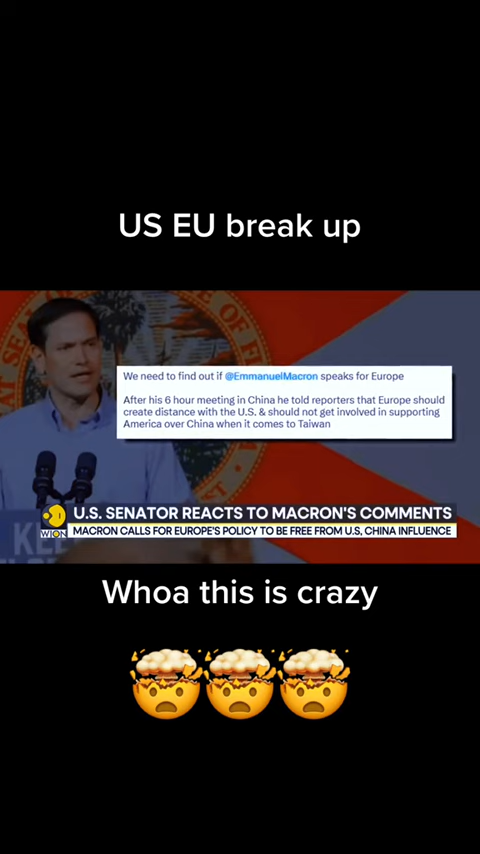 US EU break up
We need to find out if @EmmanuelMacron speaks for Europe
After his 6 hour meeting in China he told reporters that Europe should
create distance with the U.S. & should not get involved in supporting
America over China when it comes to Taiwan
U.S. SENATOR REACTS TO MACRON'S COMMENTS
WION
MACRON CALLS FOR EUROPE'S POLICY TO BE FREE FROM U.S, CHINA INFLUENCE
Whoa this is crazy